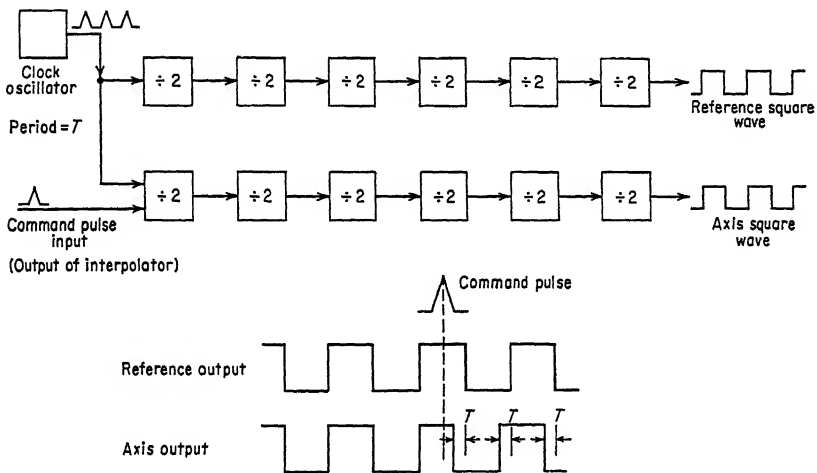 Clock
oscillator
Period = T
÷2 ÷2 ÷2 ÷2 ÷2 ÷2
Reference square
wave
÷2 ÷2 ÷2 ÷2 ÷2 ÷2
Command pulse
input
(Output of interpolator)
Axis square
wave
Command pulse
Reference output
T T T
Axis output